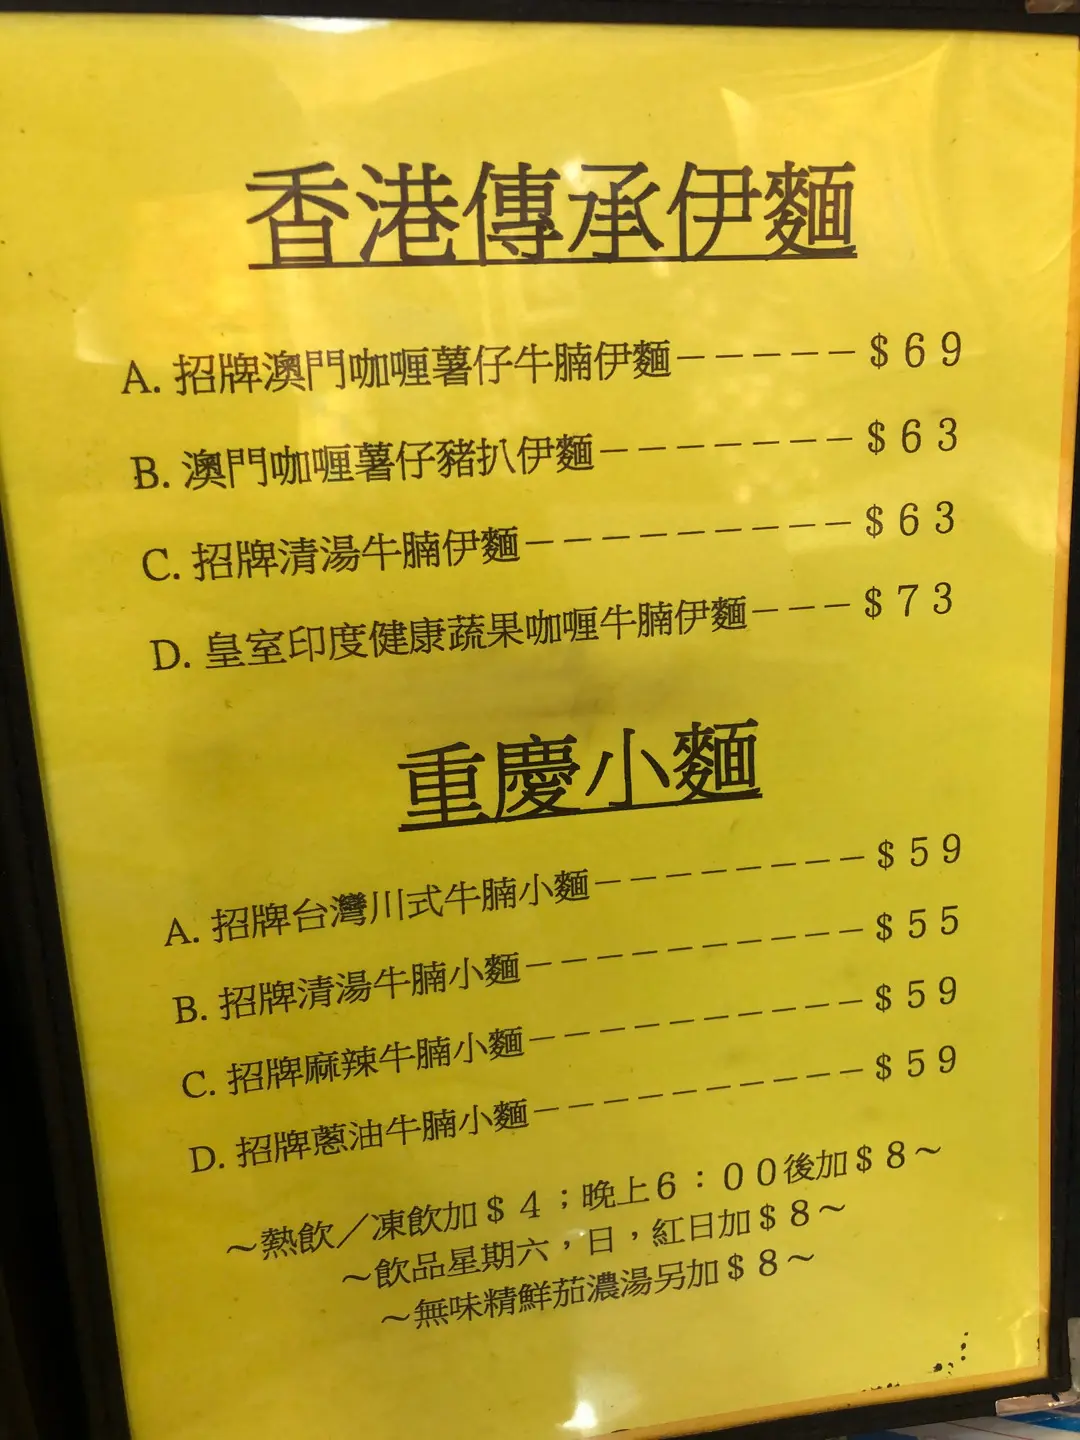 香港傳承伊麵
A. 招牌澳門咖喱薯仔牛腩伊麵－－－－－＄６９
B. 澳門咖喱薯仔豬扒伊麵－－－－－－－＄６３
C. 招牌清湯牛腩伊麵－－－－－－－－－＄６３
D. 皇室印度健康蔬果咖喱牛腩伊麵－－－＄７３
重慶小麵
A. 招牌台灣川式牛腩小麵－－－－－－－－＄５９
B. 招牌清湯牛腩小麵－－－－－－－－－－＄５５
C. 招牌麻辣牛腩小麵－－－－－－－－－－＄５９
D. 招牌蔥油牛腩小麵－－－－－－－－－－＄５９
～熱飲／凍飲加＄４；晚上６：００後加＄８～
～飲品星期六，日，紅日加＄８～
～無味精鮮茄濃湯另加＄８～